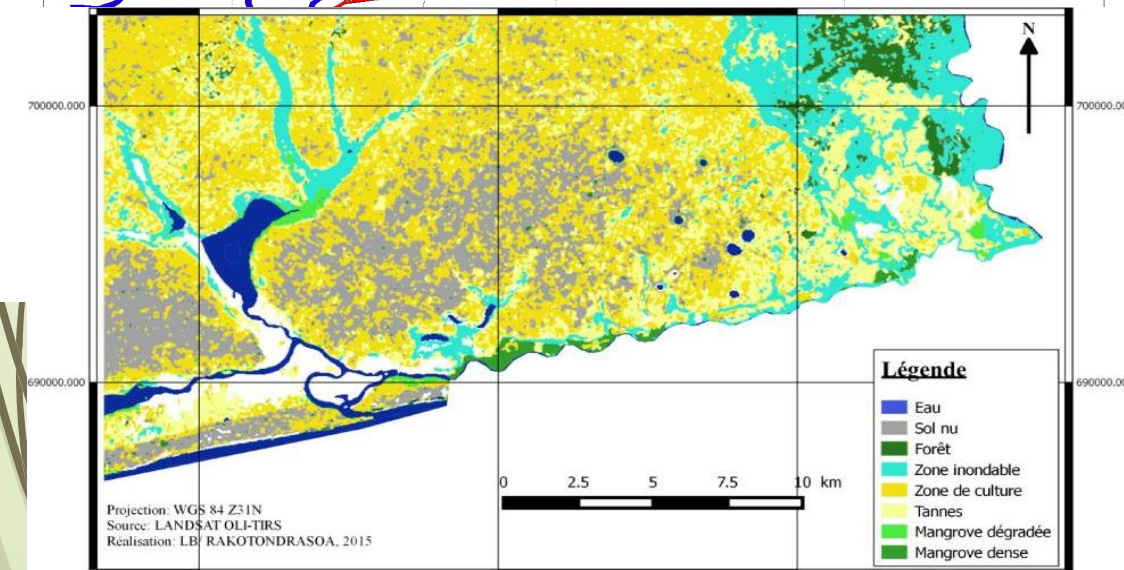 N
700000.000
700000.00
690000.000
690000.00
Légende
Eau
Sol nu
Forêt
Zone inondable
Zone de culture
Tannes
Mangrove dégradée
Mangrove dense
0 2.5 5 7.5 10 km
Projection: WGS 84 Z31N
Source: LANDSAT OLI-TIRS
Réalisation: LB/ RAKOTONDRASOA, 2015